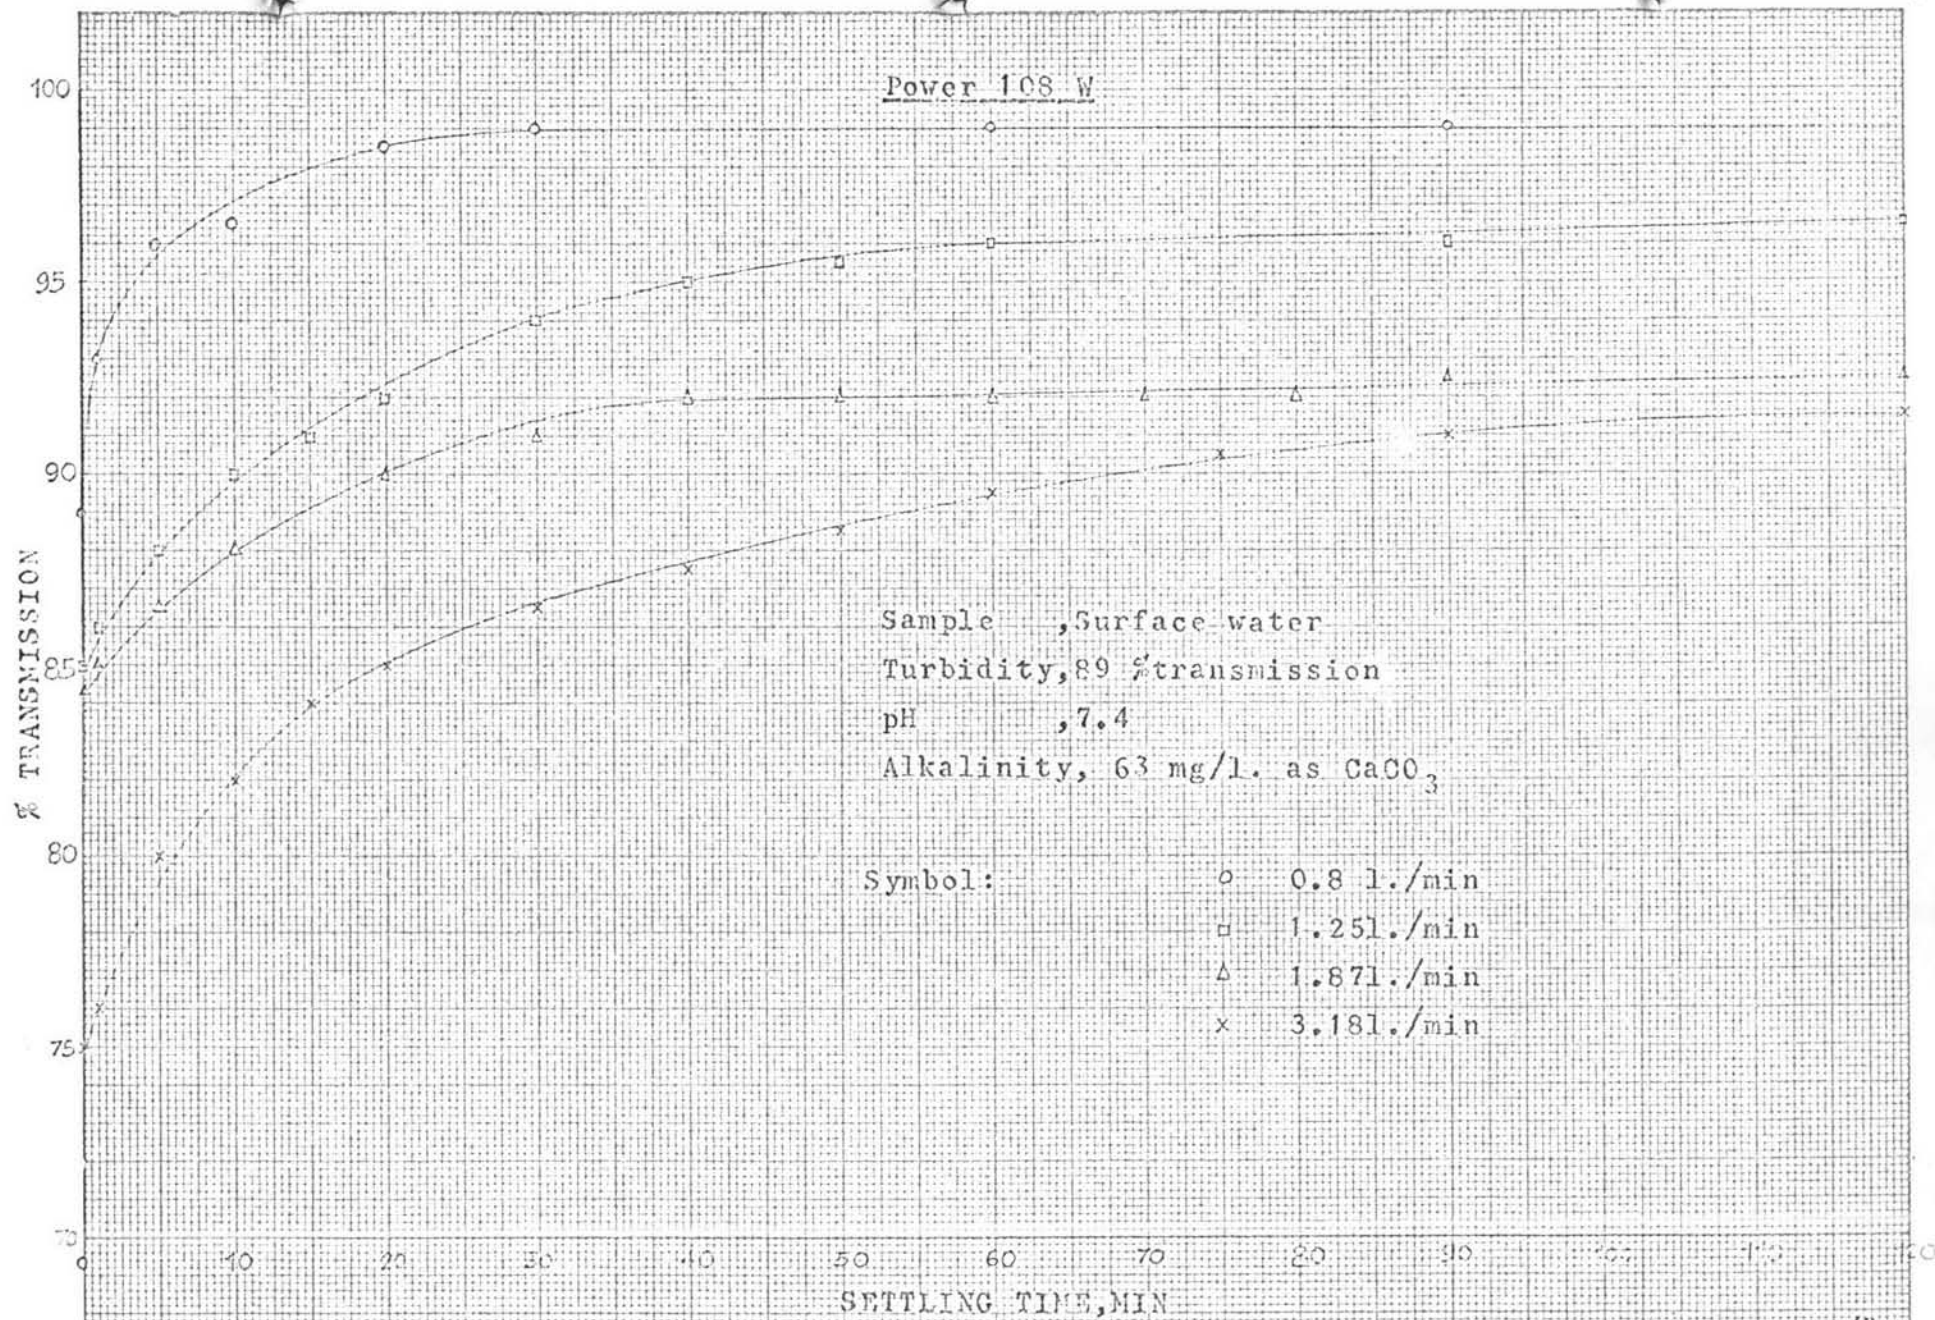 Power 108 W
100
95
90
85
80
75
70
% TRANSMISSION
Sample ,Surface water
Turbidity,89 %transmission
pH ,7.4
Alkalinity, 63 mg/l. as CaCO3
Symbol:
o 0.8 l./min
□ 1.25l./min
△ 1.87l./min
x 3.18l./min
0 10 20 30 40 50 60 70 80 90 100 110
SETTLING TIME,MIN